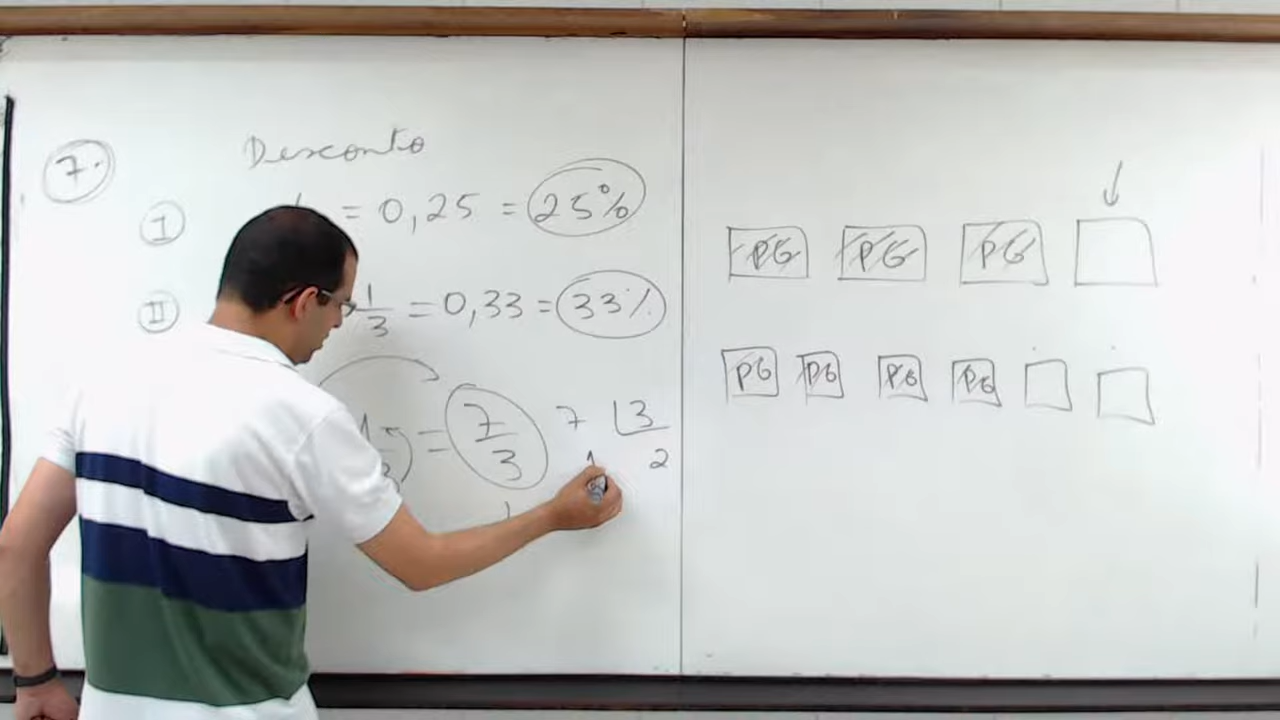 7.
Desconto
I = 0,25 = 25%
II 1/3 = 0,33 = 33%
= 7/3 7 3
1 2
PG PG PG
PG PG PG PG